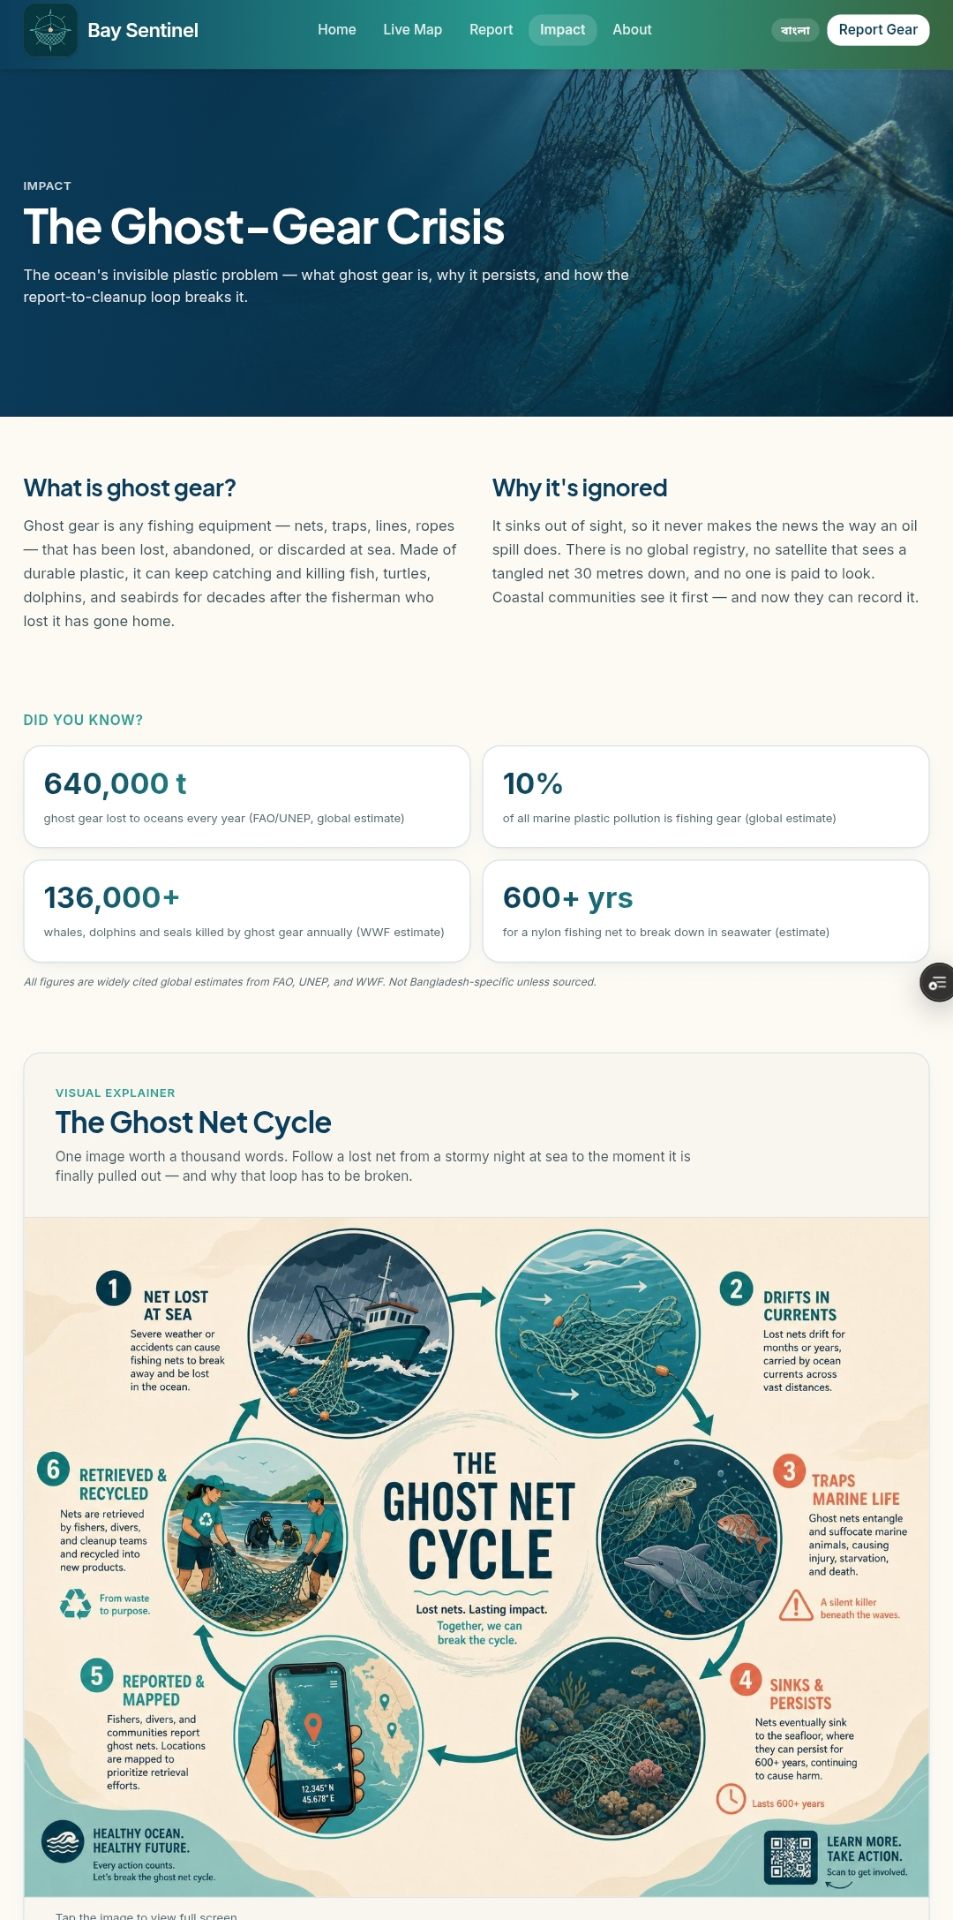 Bay Sentinel
Home
Live Map
Report
Impact
About
বাংলা
Report Gear
IMPACT
The Ghost-Gear Crisis
The ocean's invisible plastic problem — what ghost gear is, why it persists, and how the
report-to-cleanup loop breaks it.
What is ghost gear?
Ghost gear is any fishing equipment — nets, traps, lines, ropes
— that has been lost, abandoned, or discarded at sea. Made of
durable plastic, it can keep catching and killing fish, turtles,
dolphins, and seabirds for decades after the fisherman who
lost it has gone home.
Why it's ignored
It sinks out of sight, so it never makes the news the way an oil
spill does. There is no global registry, no satellite that sees a
tangled net 30 metres down, and no one is paid to look.
Coastal communities see it first — and now they can record it.
DID YOU KNOW?
640,000 t
ghost gear lost to oceans every year (FAO/UNEP, global estimate)
10%
of all marine plastic pollution is fishing gear (global estimate)
136,000+
whales, dolphins and seals killed by ghost gear annually (WWF estimate)
600+ yrs
for a nylon fishing net to break down in seawater (estimate)
All figures are widely cited global estimates from FAO, UNEP, and WWF. Not Bangladesh-specific unless sourced.
VISUAL EXPLAINER
The Ghost Net Cycle
One image worth a thousand words. Follow a lost net from a stormy night at sea to the moment it is
finally pulled out — and why that loop has to be broken.
1
NET LOST
AT SEA
Severe weather or
accidents can cause
fishing nets to break
away and be lost
in the ocean.
2
DRIFTS IN
CURRENTS
Lost nets drift for
months or years,
carried by ocean
currents across
vast distances.
3
TRAPS
MARINE LIFE
Ghost nets entangle
and suffocate marine
animals, causing
injury, starvation,
and death.
A silent killer
beneath the waves.
THE
GHOST NET
CYCLE
Lost nets. Lasting impact.
Together, we can
break the cycle.
6
RETRIEVED &
RECYCLED
Nets are retrieved
by fishers, divers,
and cleanup teams
and recycled into
new products.
From waste
to purpose.
5
REPORTED &
MAPPED
Fishers, divers, and
communities report
ghost nets. Locations
are mapped to
prioritize retrieval
efforts.
12.345° N
45.678° E
4
SINKS &
PERSISTS
Nets eventually sink
to the seafloor, where
they can persist for
600+ years, continuing
to cause harm.
Lasts 600+ years
HEALTHY OCEAN.
HEALTHY FUTURE.
Every action counts.
Let's break the ghost net cycle.
LEARN MORE.
TAKE ACTION.
Scan to get involved.
Tap the image to view full screen